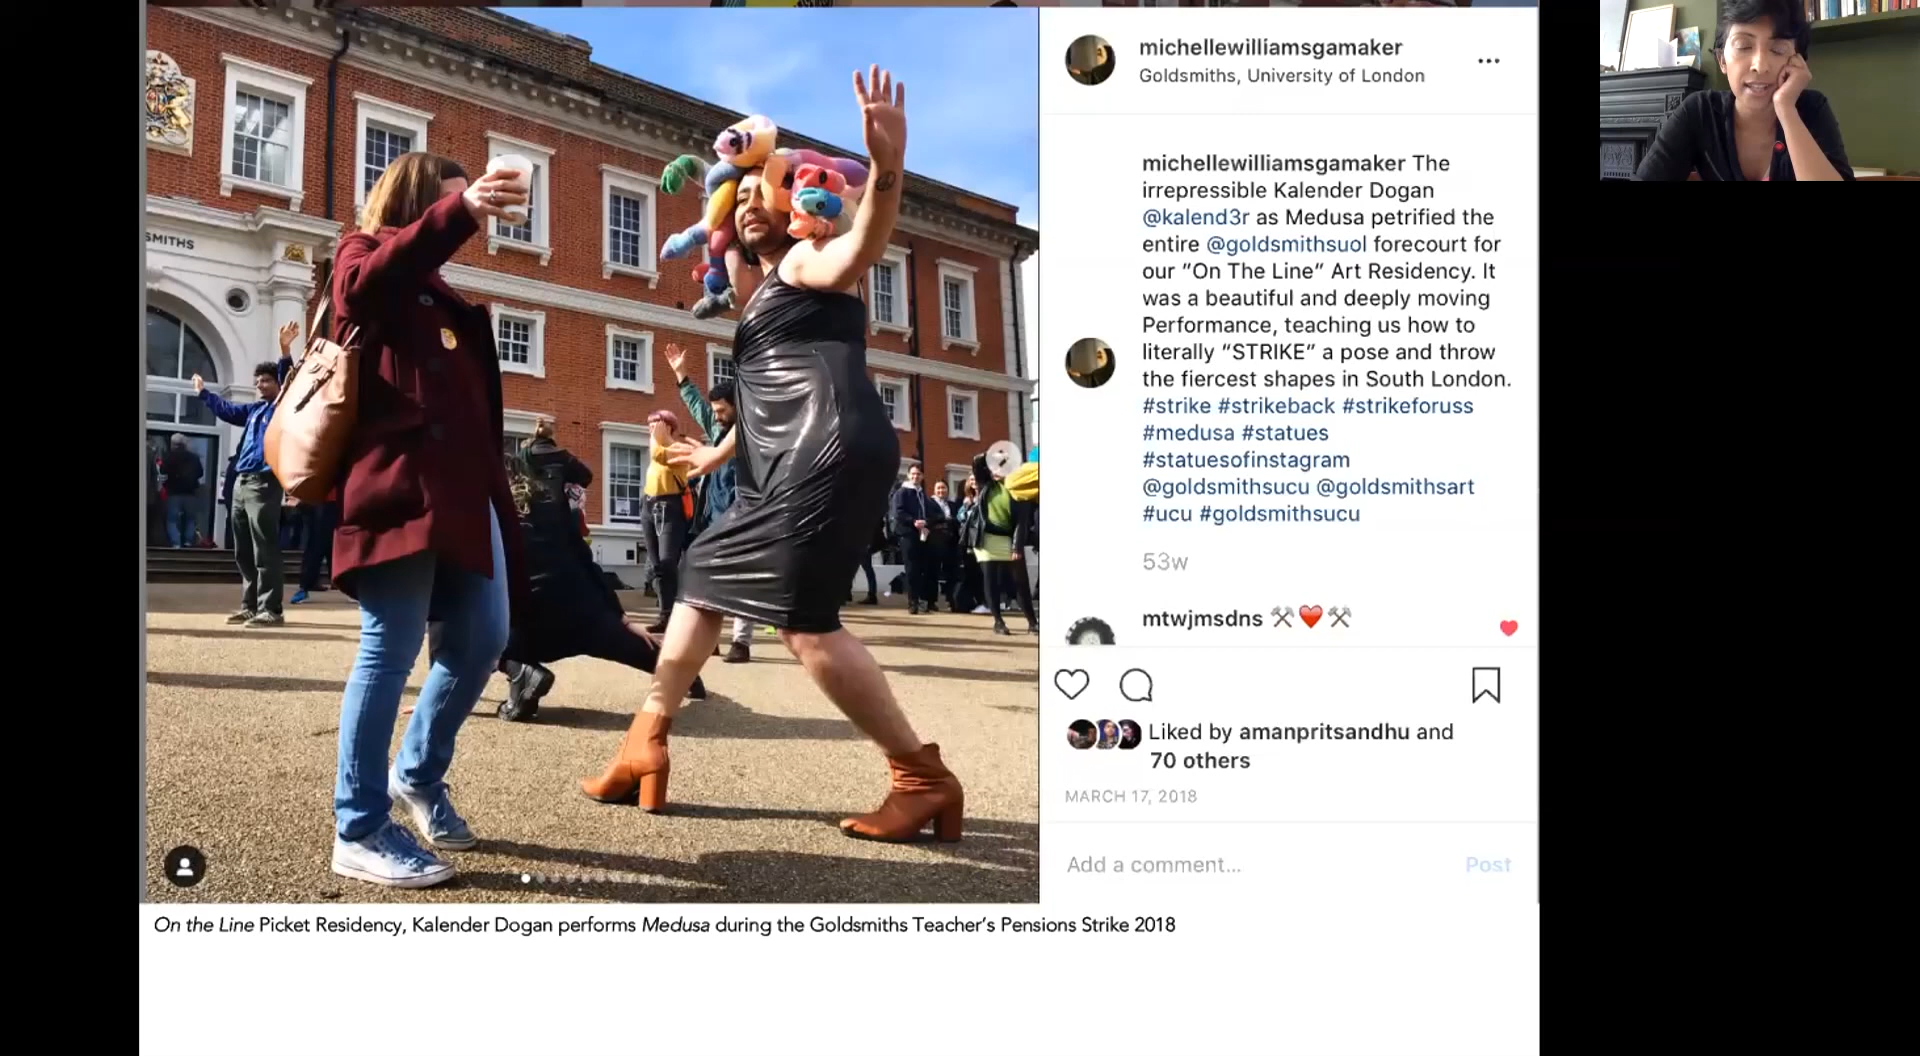 SMITHS
michellewilliamsgamaker
Goldsmiths, University of London
michellewilliamsgamaker The
irrepressible Kalender Dogan
@kalend3r as Medusa petrified the
entire @goldsmithsuol forecourt for
our “On The Line” Art Residency. It
was a beautiful and deeply moving
Performance, teaching us how to
literally “STRIKE” a pose and throw
the fiercest shapes in South London.
#strike #strikeback #strikeforuss
#medusa #statues
#statuesofinstagram
@goldsmithsucu @goldsmithsart
#ucu #goldsmithsucu
53w
mtwjmsdns
Liked by amanpritsandhu and
70 others
MARCH 17, 2018
Add a comment...
Post
On the Line Picket Residency, Kalender Dogan performs Medusa during the Goldsmiths Teacher’s Pensions Strike 2018